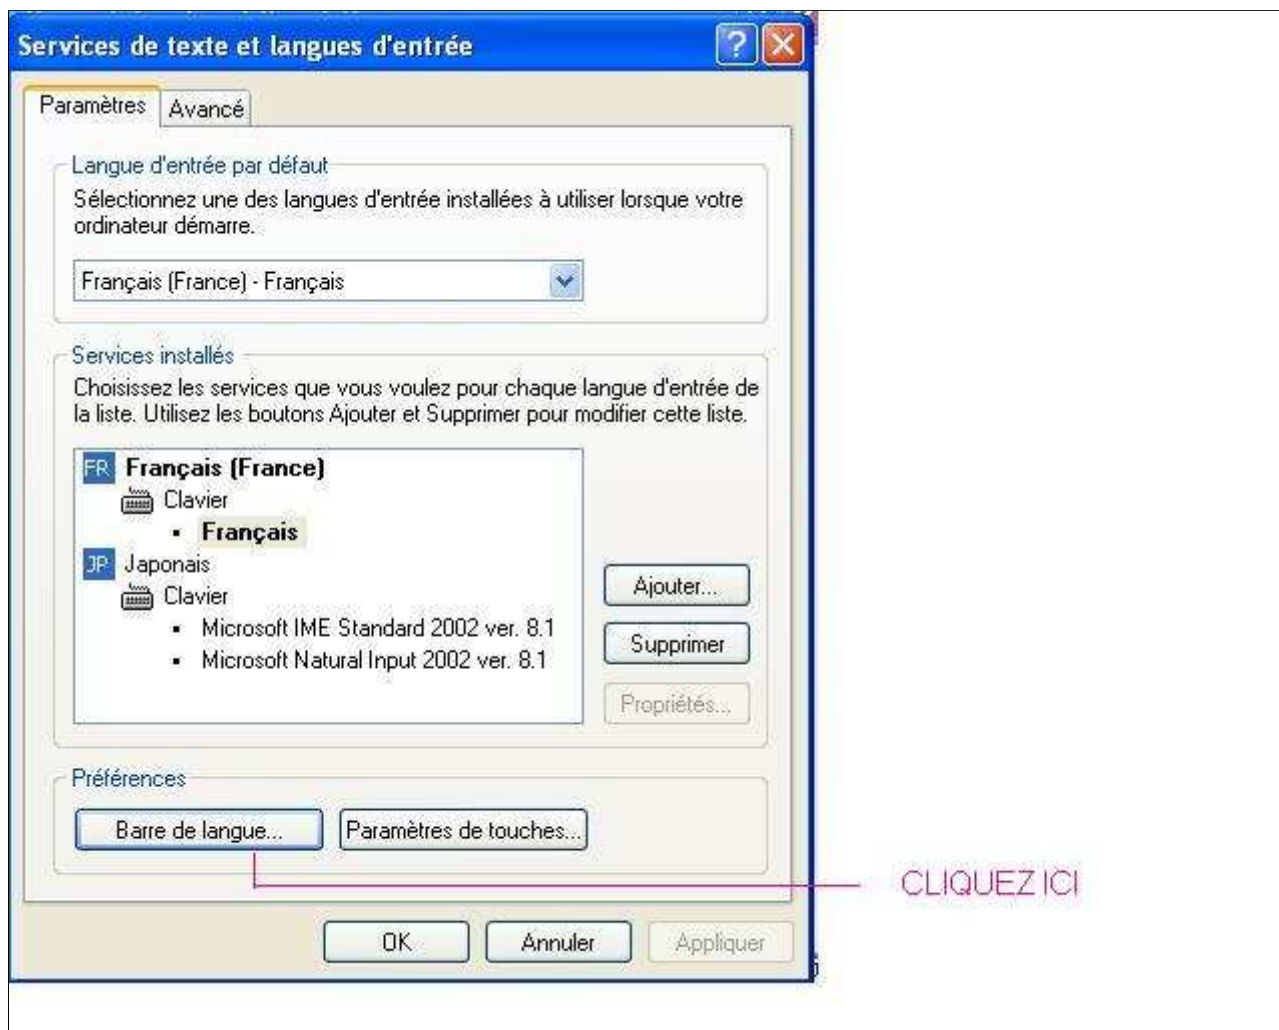 Services de texte et langues d'entrée
Paramètres
Avancé
Langue d'entrée par défaut
Sélectionnez une des langues d'entrée installées à utiliser lorsque votre
ordinateur démarre.
Français (France) - Français
Services installés
Choisissez les services que vous voulez pour chaque langue d'entrée de
la liste. Utilisez les boutons Ajouter et Supprimer pour modifier cette liste.
FR Français (France)
Clavier
Français
JP Japonais
Clavier
Microsoft IME Standard 2002 ver. 8.1
Microsoft Natural Input 2002 ver. 8.1
Ajouter...
Supprimer
Propriétés...
Préférences
Barre de langue...
Paramètres de touches...
CLIQUEZ ICI
OK
Annuler
Appliquer